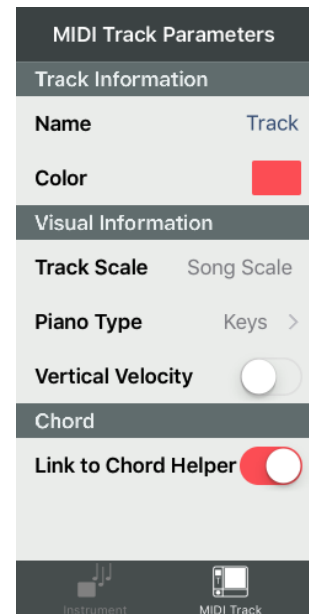 MIDI Track Parameters
Track Information
Name Track
Color
Visual Information
Track Scale Song Scale
Piano Type Keys >
Vertical Velocity
Chord
Link to Chord Helper
Instrument MIDI Track